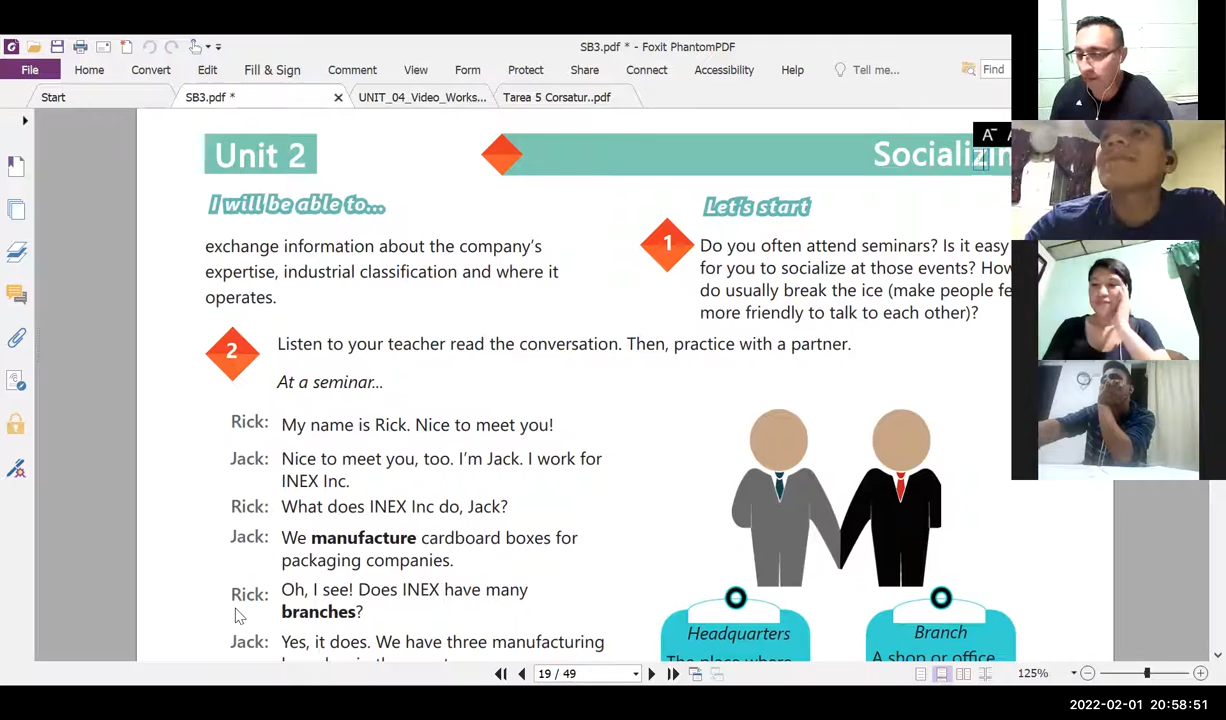 SB3.pdf * - Foxit PhantomPDF
File Home Convert Edit Fill & Sign Comment View Form Protect Share Connect Accessibility Help Tell me... Find
Start SB3.pdf * UNIT_04_Video_Works... Tarea 5 Corsatur...pdf
Unit 2
I will be able to...
exchange information about the company's
expertise, industrial classification and where it
operates.
Let's start
1
Do you often attend seminars? Is it easy
for you to socialize at those events? How
do usually break the ice (make people fe
more friendly to talk to each other)?
2
Listen to your teacher read the conversation. Then, practice with a partner.
At a seminar...
Rick: My name is Rick. Nice to meet you!
Jack: Nice to meet you, too. I'm Jack. I work for
INEX Inc.
Rick: What does INEX Inc do, Jack?
Jack: We manufacture cardboard boxes for
packaging companies.
Rick: Oh, I see! Does INEX have many
branches?
Jack: Yes, it does. We have three manufacturing
Headquarters
The place where
Branch
A shop or office
19 / 49
125%
2022-02-01 20:58:51